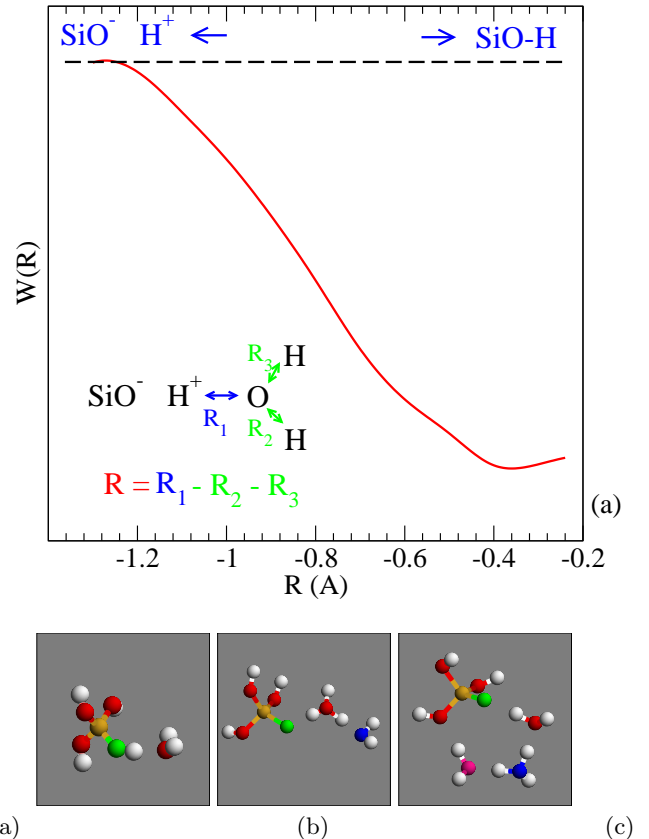 SiO⁻ H⁺ ← → SiO-H
W(R)
H
R₃
SiO⁻ H⁺ O
R₁
R₂
H
R = R₁ - R₂ - R₃
(a)
-1.2 -1 -0.8 -0.6 -0.4 -0.2
R (A)
a) (b) (c)